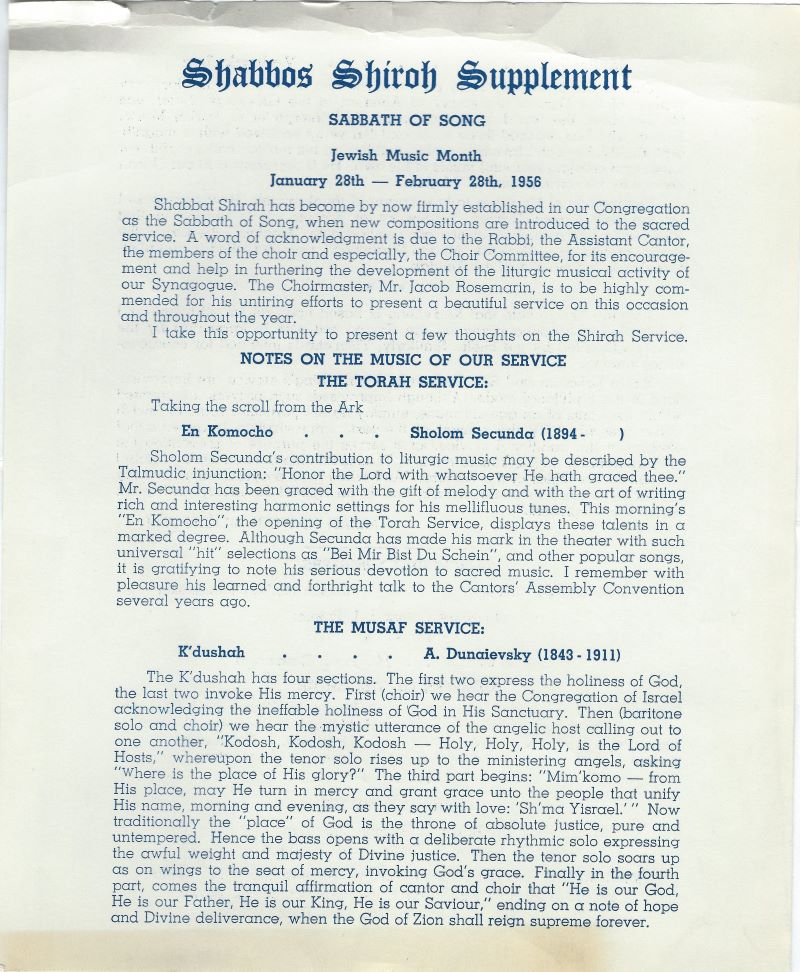 Shabbos Shiroh Supplement
SABBATH OF SONG
Jewish Music Month
January 28th — February 28th, 1956
Shabbat Shirah has become by now firmly established in our Congregation
as the Sabbath of Song, when new compositions are introduced to the sacred
service. A word of acknowledgment is due to the Rabbi, the Assistant Cantor,
the members of the choir and especially, the Choir Committee, for its encourage-
ment and help in furthering the development of the liturgic musical activity of
our Synagogue. The Choirmaster, Mr. Jacob Rosemarin, is to be highly com-
mended for his untiring efforts to present a beautiful service on this occasion
and throughout the year.
I take this opportunity to present a few thoughts on the Shirah Service.
NOTES ON THE MUSIC OF OUR SERVICE
THE TORAH SERVICE:
Taking the scroll from the Ark
En Komocho . . . Sholom Secunda (1894 - )
Sholom Secunda's contribution to liturgic music may be described by the
Talmudic injunction: "Honor the Lord with whatsoever He hath graced thee."
Mr. Secunda has been graced with the gift of melody and with the art of writing
rich and interesting harmonic settings for his mellifluous tunes. This morning's
"En Komocho", the opening of the Torah Service, displays these talents in a
marked degree. Although Secunda has made his mark in the theater with such
universal "hit" selections as "Bei Mir Bist Du Schein", and other popular songs,
it is gratifying to note his serious devotion to sacred music. I remember with
pleasure his learned and forthright talk to the Cantors' Assembly Convention
several years ago.
THE MUSAF SERVICE:
K'dushah . . . . A. Dunaievsky (1843 - 1911)
The K'dushah has four sections. The first two express the holiness of God,
the last two invoke His mercy. First (choir) we hear the Congregation of Israel
acknowledging the ineffable holiness of God in His Sanctuary. Then (baritone
solo and choir) we hear the mystic utterance of the angelic host calling out to
one another, "Kodosh, Kodosh, Kodosh — Holy, Holy, Holy, is the Lord of
Hosts," whereupon the tenor solo rises up to the ministering angels, asking
"Where is the place of His glory?" The third part begins: "Mim'komo — from
His place, may He turn in mercy and grant grace unto the people that unify
His name, morning and evening, as they say with love: 'Sh'ma Yisrael.' " Now
traditionally the "place" of God is the throne of absolute justice, pure and
untempered. Hence the bass opens with a deliberate rhythmic solo expressing
the awful weight and majesty of Divine justice. Then the tenor solo soars up
as on wings to the seat of mercy, invoking God's grace. Finally in the fourth
part, comes the tranquil affirmation of cantor and choir that "He is our God,
He is our Father, He is our King, He is our Saviour," ending on a note of hope
and Divine deliverance, when the God of Zion shall reign supreme forever.